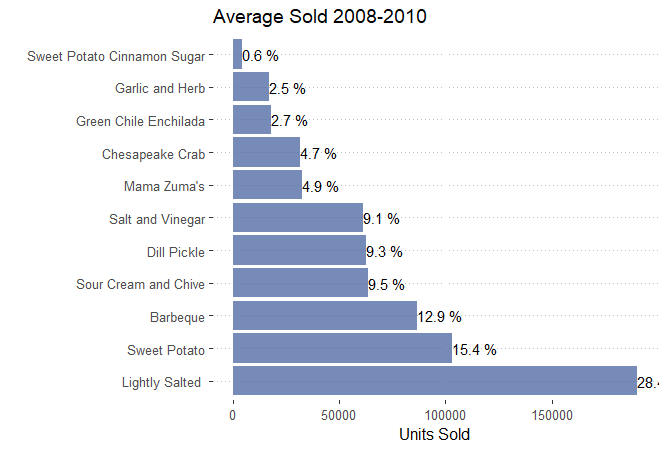 Average Sold 2008-2010
Sweet Potato Cinnamon Sugar 0.6 %
Garlic and Herb 2.5 %
Green Chile Enchilada 2.7 %
Chesapeake Crab 4.7 %
Mama Zuma's 4.9 %
Salt and Vinegar 9.1 %
Dill Pickle 9.3 %
Sour Cream and Chive 9.5 %
Barbeque 12.9 %
Sweet Potato 15.4 %
Lightly Salted
0 50000 100000 150000
Units Sold